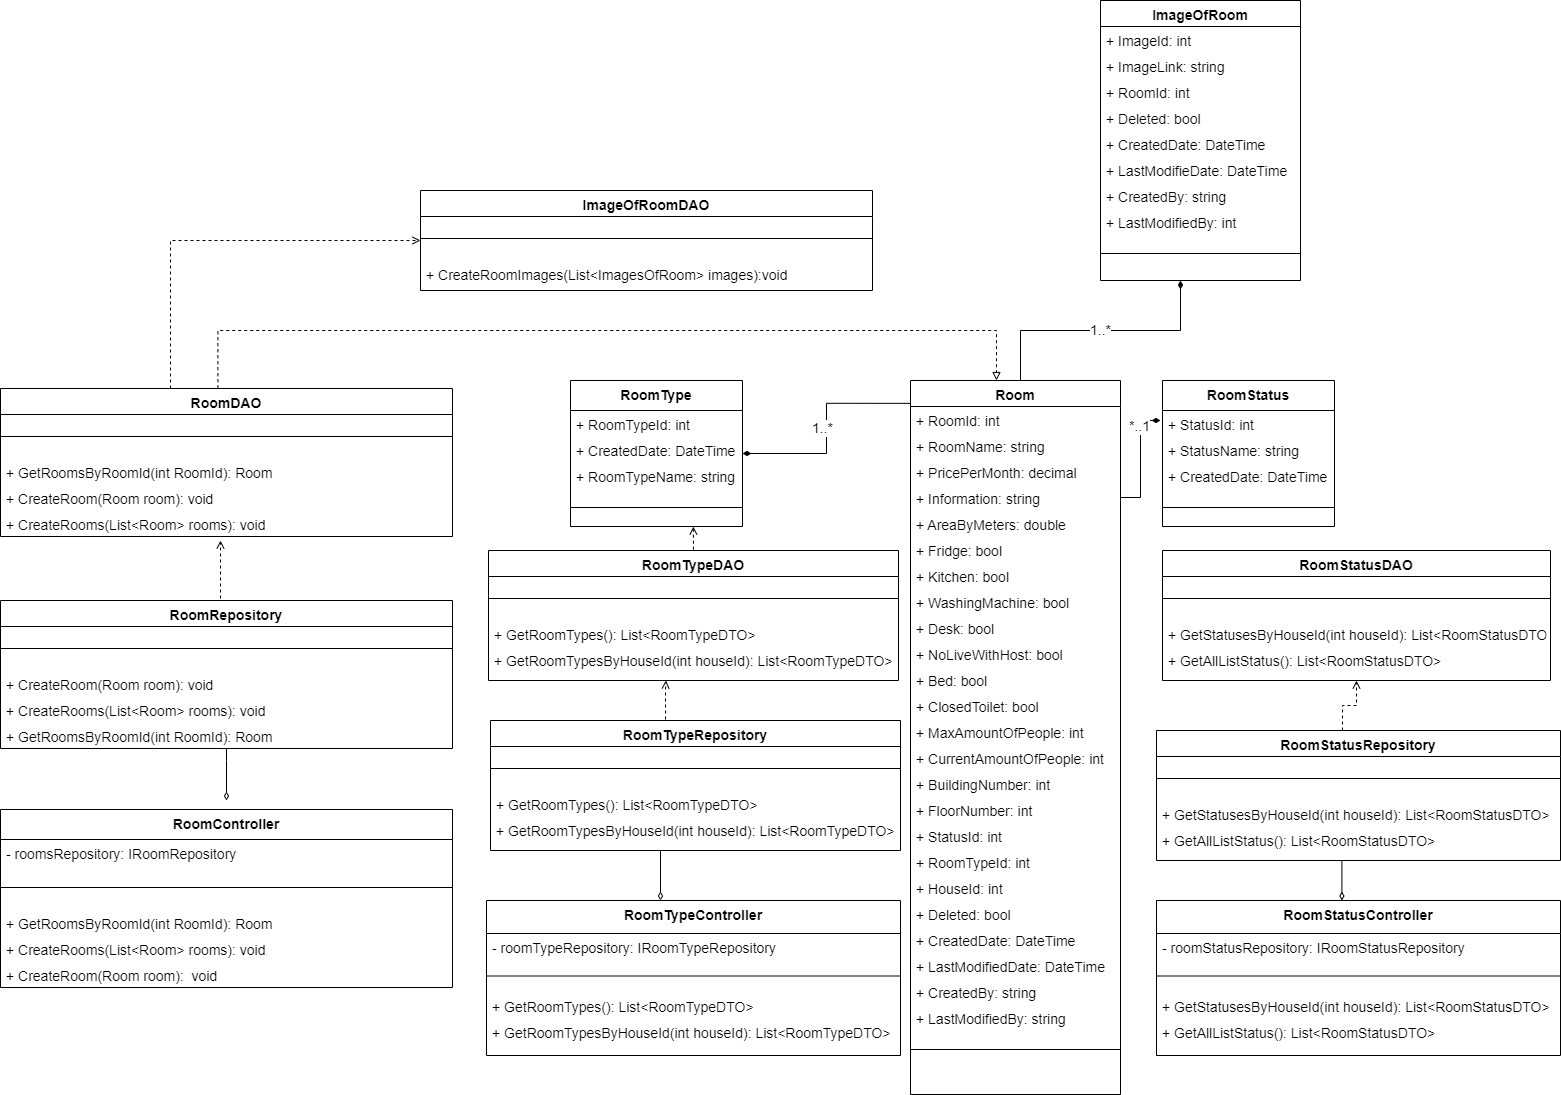 ImageOfRoom
+ ImageId: int
+ ImageLink: string
+ RoomId: int
+ Deleted: bool
+ CreatedDate: DateTime
+ LastModifieDate: DateTime
+ CreatedBy: string
+ LastModifiedBy: int
ImageOfRoomDAO
+ CreateRoomImages(List<ImagesOfRoom> images):void
1..*
RoomDAO
+ GetRoomsByRoomId(int RoomId): Room
+ CreateRoom(Room room): void
+ CreateRooms(List<Room> rooms): void
RoomRepository
+ CreateRoom(Room room): void
+ CreateRooms(List<Room> rooms): void
+ GetRoomsByRoomId(int RoomId): Room
RoomController
- roomsRepository: IRoomRepository
+ GetRoomsByRoomId(int RoomId): Room
+ CreateRooms(List<Room> rooms): void
+ CreateRoom(Room room):  void
RoomType
+ RoomTypeId: int
+ CreatedDate: DateTime
+ RoomTypeName: string
1..*
RoomTypeDAO
+ GetRoomTypes(): List<RoomTypeDTO>
+ GetRoomTypesByHouseId(int houseId): List<RoomTypeDTO>
RoomTypeRepository
+ GetRoomTypes(): List<RoomTypeDTO>
+ GetRoomTypesByHouseId(int houseId): List<RoomTypeDTO>
RoomTypeController
- roomTypeRepository: IRoomTypeRepository
+ GetRoomTypes(): List<RoomTypeDTO>
+ GetRoomTypesByHouseId(int houseId): List<RoomTypeDTO>
Room
+ RoomId: int
+ RoomName: string
+ PricePerMonth: decimal
+ Information: string
+ AreaByMeters: double
+ Fridge: bool
+ Kitchen: bool
+ WashingMachine: bool
+ Desk: bool
+ NoLiveWithHost: bool
+ Bed: bool
+ ClosedToilet: bool
+ MaxAmountOfPeople: int
+ CurrentAmountOfPeople: int
+ BuildingNumber: int
+ FloorNumber: int
+ StatusId: int
+ RoomTypeId: int
+ HouseId: int
+ Deleted: bool
+ CreatedDate: DateTime
+ LastModifiedDate: DateTime
+ CreatedBy: string
+ LastModifiedBy: string
*..1
RoomStatus
+ StatusId: int
+ StatusName: string
+ CreatedDate: DateTime
RoomStatusDAO
+ GetStatusesByHouseId(int houseId): List<RoomStatusDTO
+ GetAllListStatus(): List<RoomStatusDTO>
RoomStatusRepository
+ GetStatusesByHouseId(int houseId): List<RoomStatusDTO>
+ GetAllListStatus(): List<RoomStatusDTO>
RoomStatusController
- roomStatusRepository: IRoomStatusRepository
+ GetStatusesByHouseId(int houseId): List<RoomStatusDTO>
+ GetAllListStatus(): List<RoomStatusDTO>